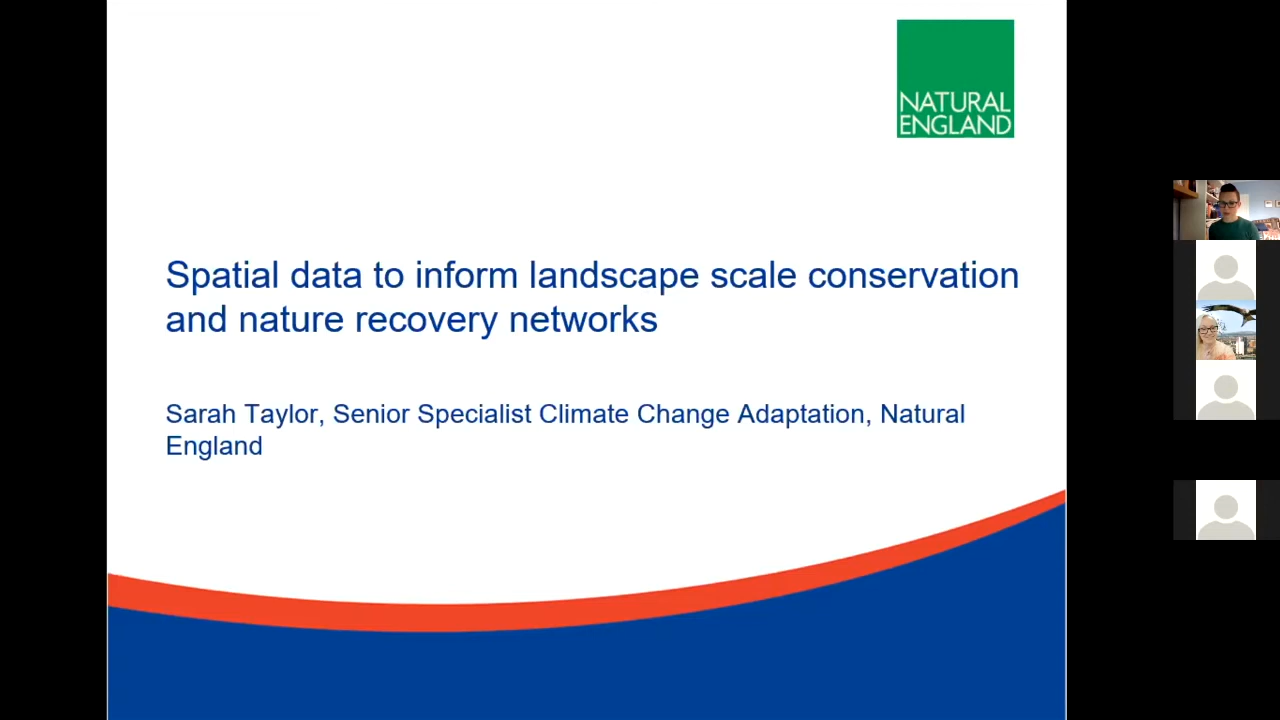 NATURAL
ENGLAND
Spatial data to inform landscape scale conservation
and nature recovery networks
Sarah Taylor, Senior Specialist Climate Change Adaptation, Natural
England